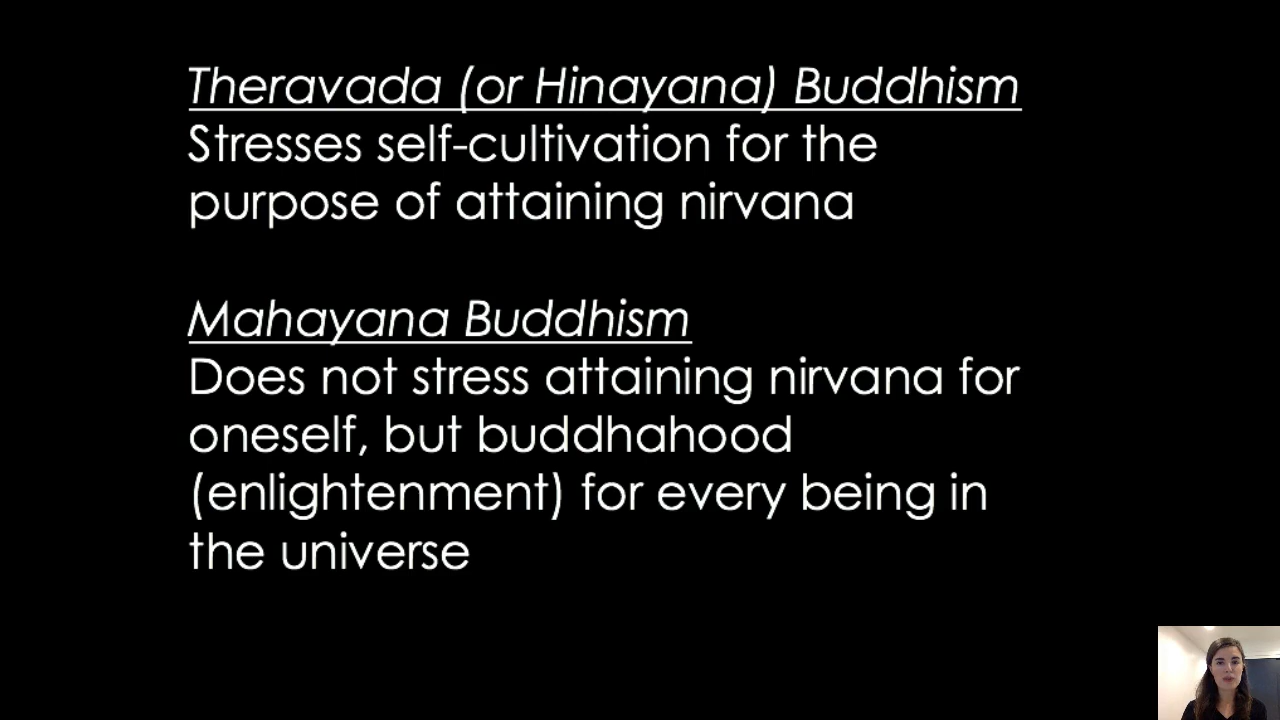 Theravada (or Hinayana) Buddhism
Stresses self-cultivation for the
purpose of attaining nirvana
Mahayana Buddhism
Does not stress attaining nirvana for
oneself, but buddhahood
(enlightenment) for every being in
the universe